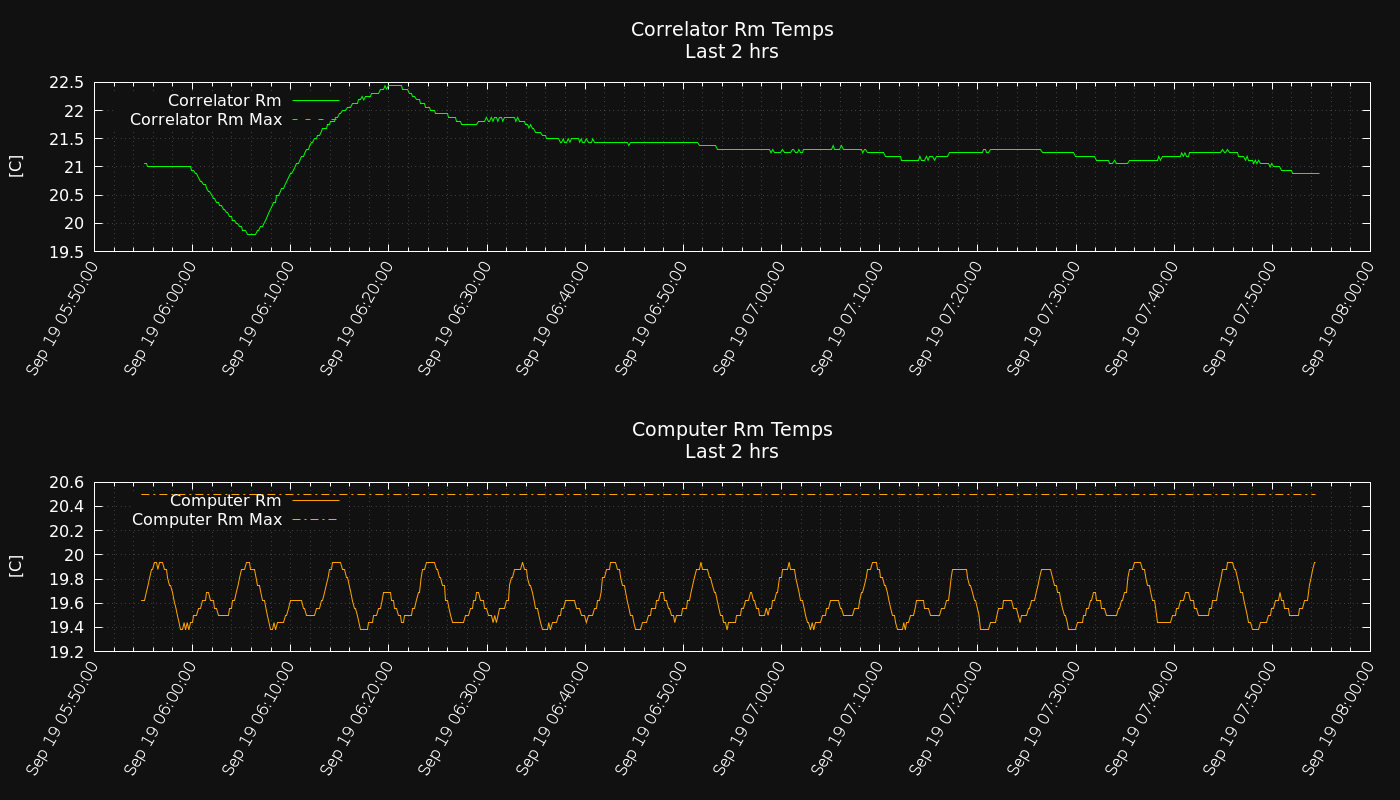 Correlator Rm Temps
Last 2 hrs
22.5
22
21.5
21
20.5
20
19.5
[C]
Correlator Rm
Correlator Rm Max
Sep 19 05:50:00
Sep 19 06:00:00
Sep 19 06:10:00
Sep 19 06:20:00
Sep 19 06:30:00
Sep 19 06:40:00
Sep 19 06:50:00
Sep 19 07:00:00
Sep 19 07:10:00
Sep 19 07:20:00
Sep 19 07:30:00
Sep 19 07:40:00
Sep 19 07:50:00
Sep 19 08:00:00
Computer Rm Temps
Last 2 hrs
20.6
20.4
20.2
20
19.8
19.6
19.4
19.2
[C]
Computer Rm
Computer Rm Max
Sep 19 05:50:00
Sep 19 06:00:00
Sep 19 06:10:00
Sep 19 06:20:00
Sep 19 06:30:00
Sep 19 06:40:00
Sep 19 06:50:00
Sep 19 07:00:00
Sep 19 07:10:00
Sep 19 07:20:00
Sep 19 07:30:00
Sep 19 07:40:00
Sep 19 07:50:00
Sep 19 08:00:00